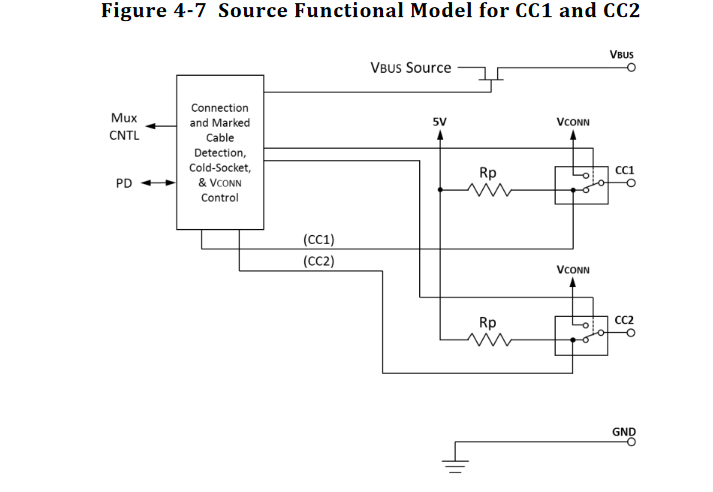 Figure 4-7 Source Functional Model for CC1 and CC2
VBUS
VBUS Source
Connection
and Marked
Cable
Detection,
Cold-Socket,
& VCONN
Control
Mux
CNTL
PD
5V
VCONN
Rp
CC1
(CC1)
(CC2)
VCONN
Rp
CC2
GND